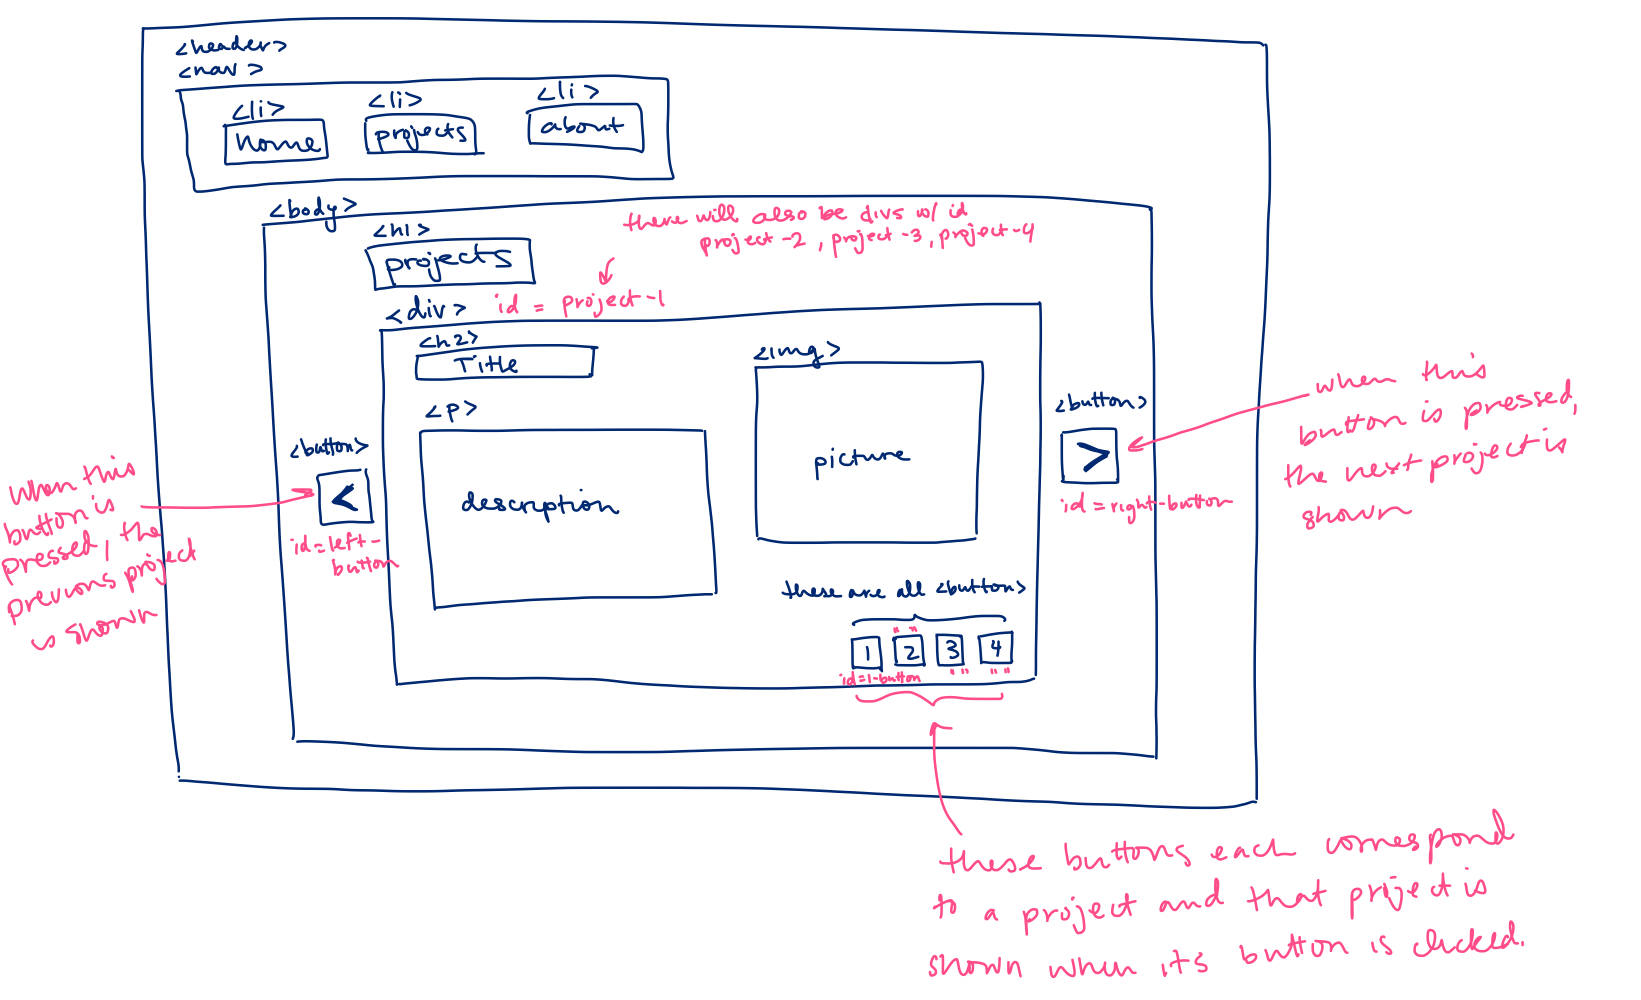 <header>
<nav>
<li>
home
<li>
projects
<li>
about
<body>
<h1>
projects
there will also be divs w/ id
project-2, project-3, project-4
<div>
id = project-1
<h2>
Title
<p>
description
<img>
picture
<button>
<
id=left-
button
when this
button is
pressed, the
previous project
is shown
<button>
>
id=right-button
when this
button is pressed,
the next project is
shown
these are all <button>
" "
1 2 3 4
id=1-button " " " "
these buttons each correspond
to a project and that project is
shown when its button is clicked.